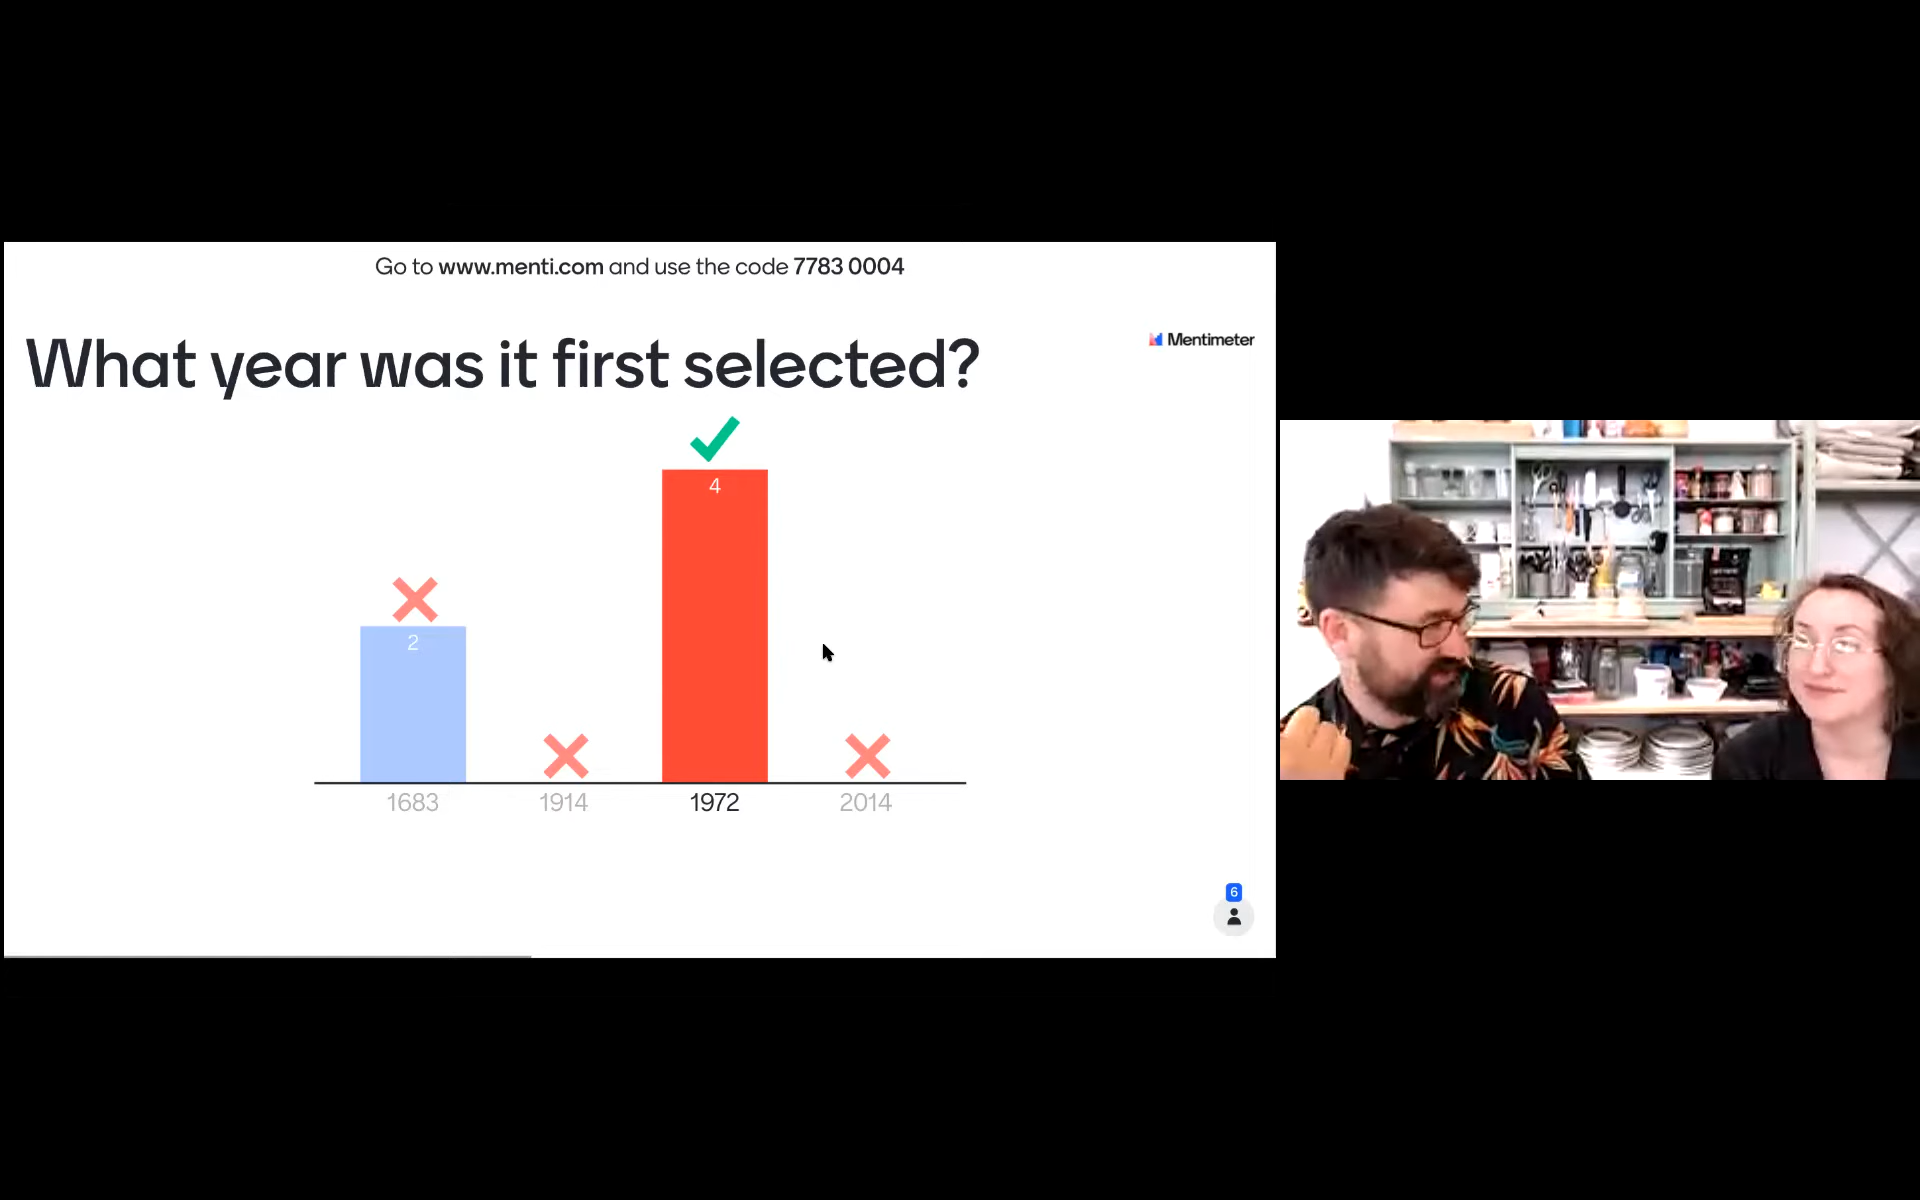 Go to www.menti.com and use the code 7783 0004
What year was it first selected?
Mentimeter
4
2
1683
1914
1972
2014
6